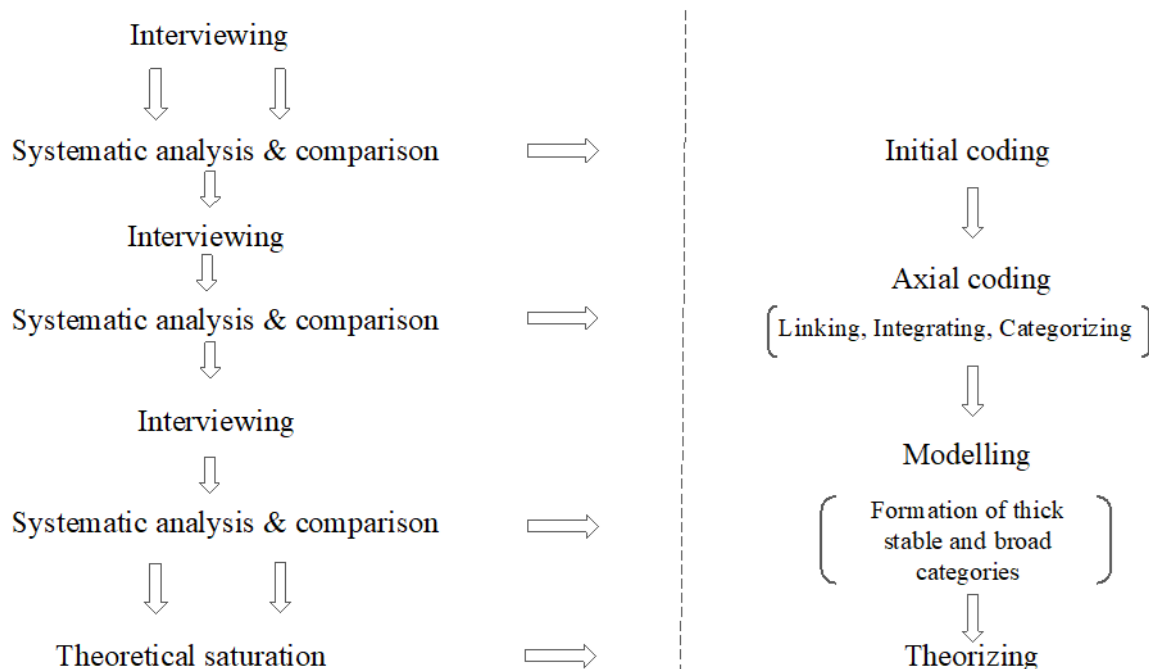 Interviewing
Systematic analysis & comparison
Interviewing
Systematic analysis & comparison
Interviewing
Systematic analysis & comparison
Theoretical saturation
Initial coding
Axial coding
Linking, Integrating, Categorizing
Modelling
Formation of thick
stable and broad
categories
Theorizing